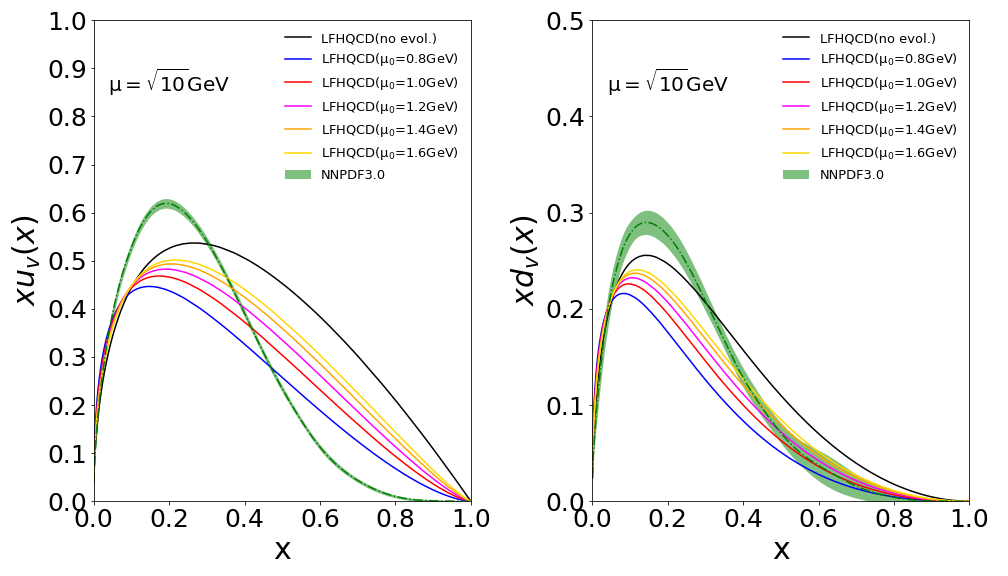 1.0
0.9
0.8
0.7
0.6
0.5
0.4
0.3
0.2
0.1
0.0
xu_v(x)
μ = √10 GeV
LFHQCD(no evol.)
LFHQCD(μ₀=0.8GeV)
LFHQCD(μ₀=1.0GeV)
LFHQCD(μ₀=1.2GeV)
LFHQCD(μ₀=1.4GeV)
LFHQCD(μ₀=1.6GeV)
NNPDF3.0
0.0 0.2 0.4 0.6 0.8 1.0
x
0.5
0.4
0.3
0.2
0.1
0.0
xd_v(x)
μ = √10 GeV
LFHQCD(no evol.)
LFHQCD(μ₀=0.8GeV)
LFHQCD(μ₀=1.0GeV)
LFHQCD(μ₀=1.2GeV)
LFHQCD(μ₀=1.4GeV)
LFHQCD(μ₀=1.6GeV)
NNPDF3.0
0.0 0.2 0.4 0.6 0.8 1.0
x